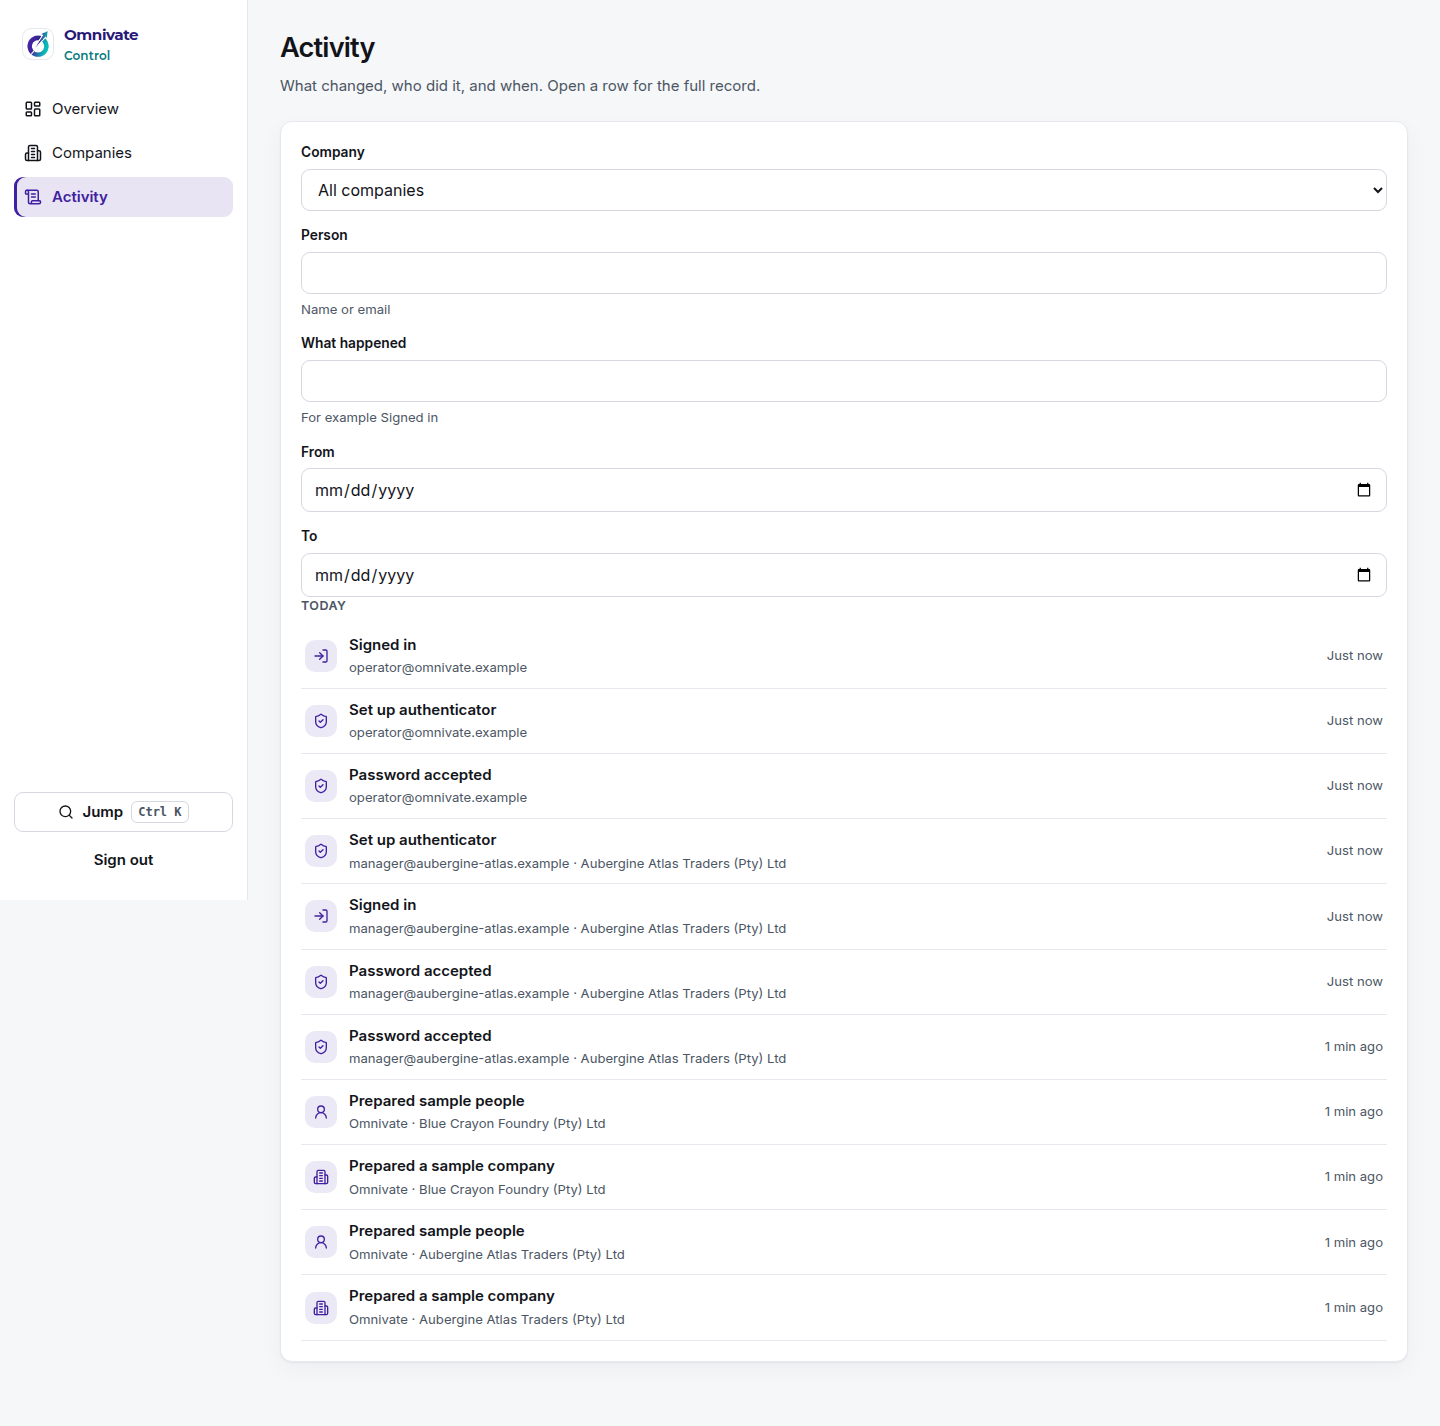 Omnivate
Control
Overview
Companies
Activity
Jump Ctrl K
Sign out
Activity
What changed, who did it, and when. Open a row for the full record.
Company
All companies
Person
Name or email
What happened
For example Signed in
From
mm/dd/yyyy
To
mm/dd/yyyy
TODAY
Signed in
operator@omnivate.example
Just now
Set up authenticator
operator@omnivate.example
Just now
Password accepted
operator@omnivate.example
Just now
Set up authenticator
manager@aubergine-atlas.example · Aubergine Atlas Traders (Pty) Ltd
Just now
Signed in
manager@aubergine-atlas.example · Aubergine Atlas Traders (Pty) Ltd
Just now
Password accepted
manager@aubergine-atlas.example · Aubergine Atlas Traders (Pty) Ltd
Just now
Password accepted
manager@aubergine-atlas.example · Aubergine Atlas Traders (Pty) Ltd
1 min ago
Prepared sample people
Omnivate · Blue Crayon Foundry (Pty) Ltd
1 min ago
Prepared a sample company
Omnivate · Blue Crayon Foundry (Pty) Ltd
1 min ago
Prepared sample people
Omnivate · Aubergine Atlas Traders (Pty) Ltd
1 min ago
Prepared a sample company
Omnivate · Aubergine Atlas Traders (Pty) Ltd
1 min ago